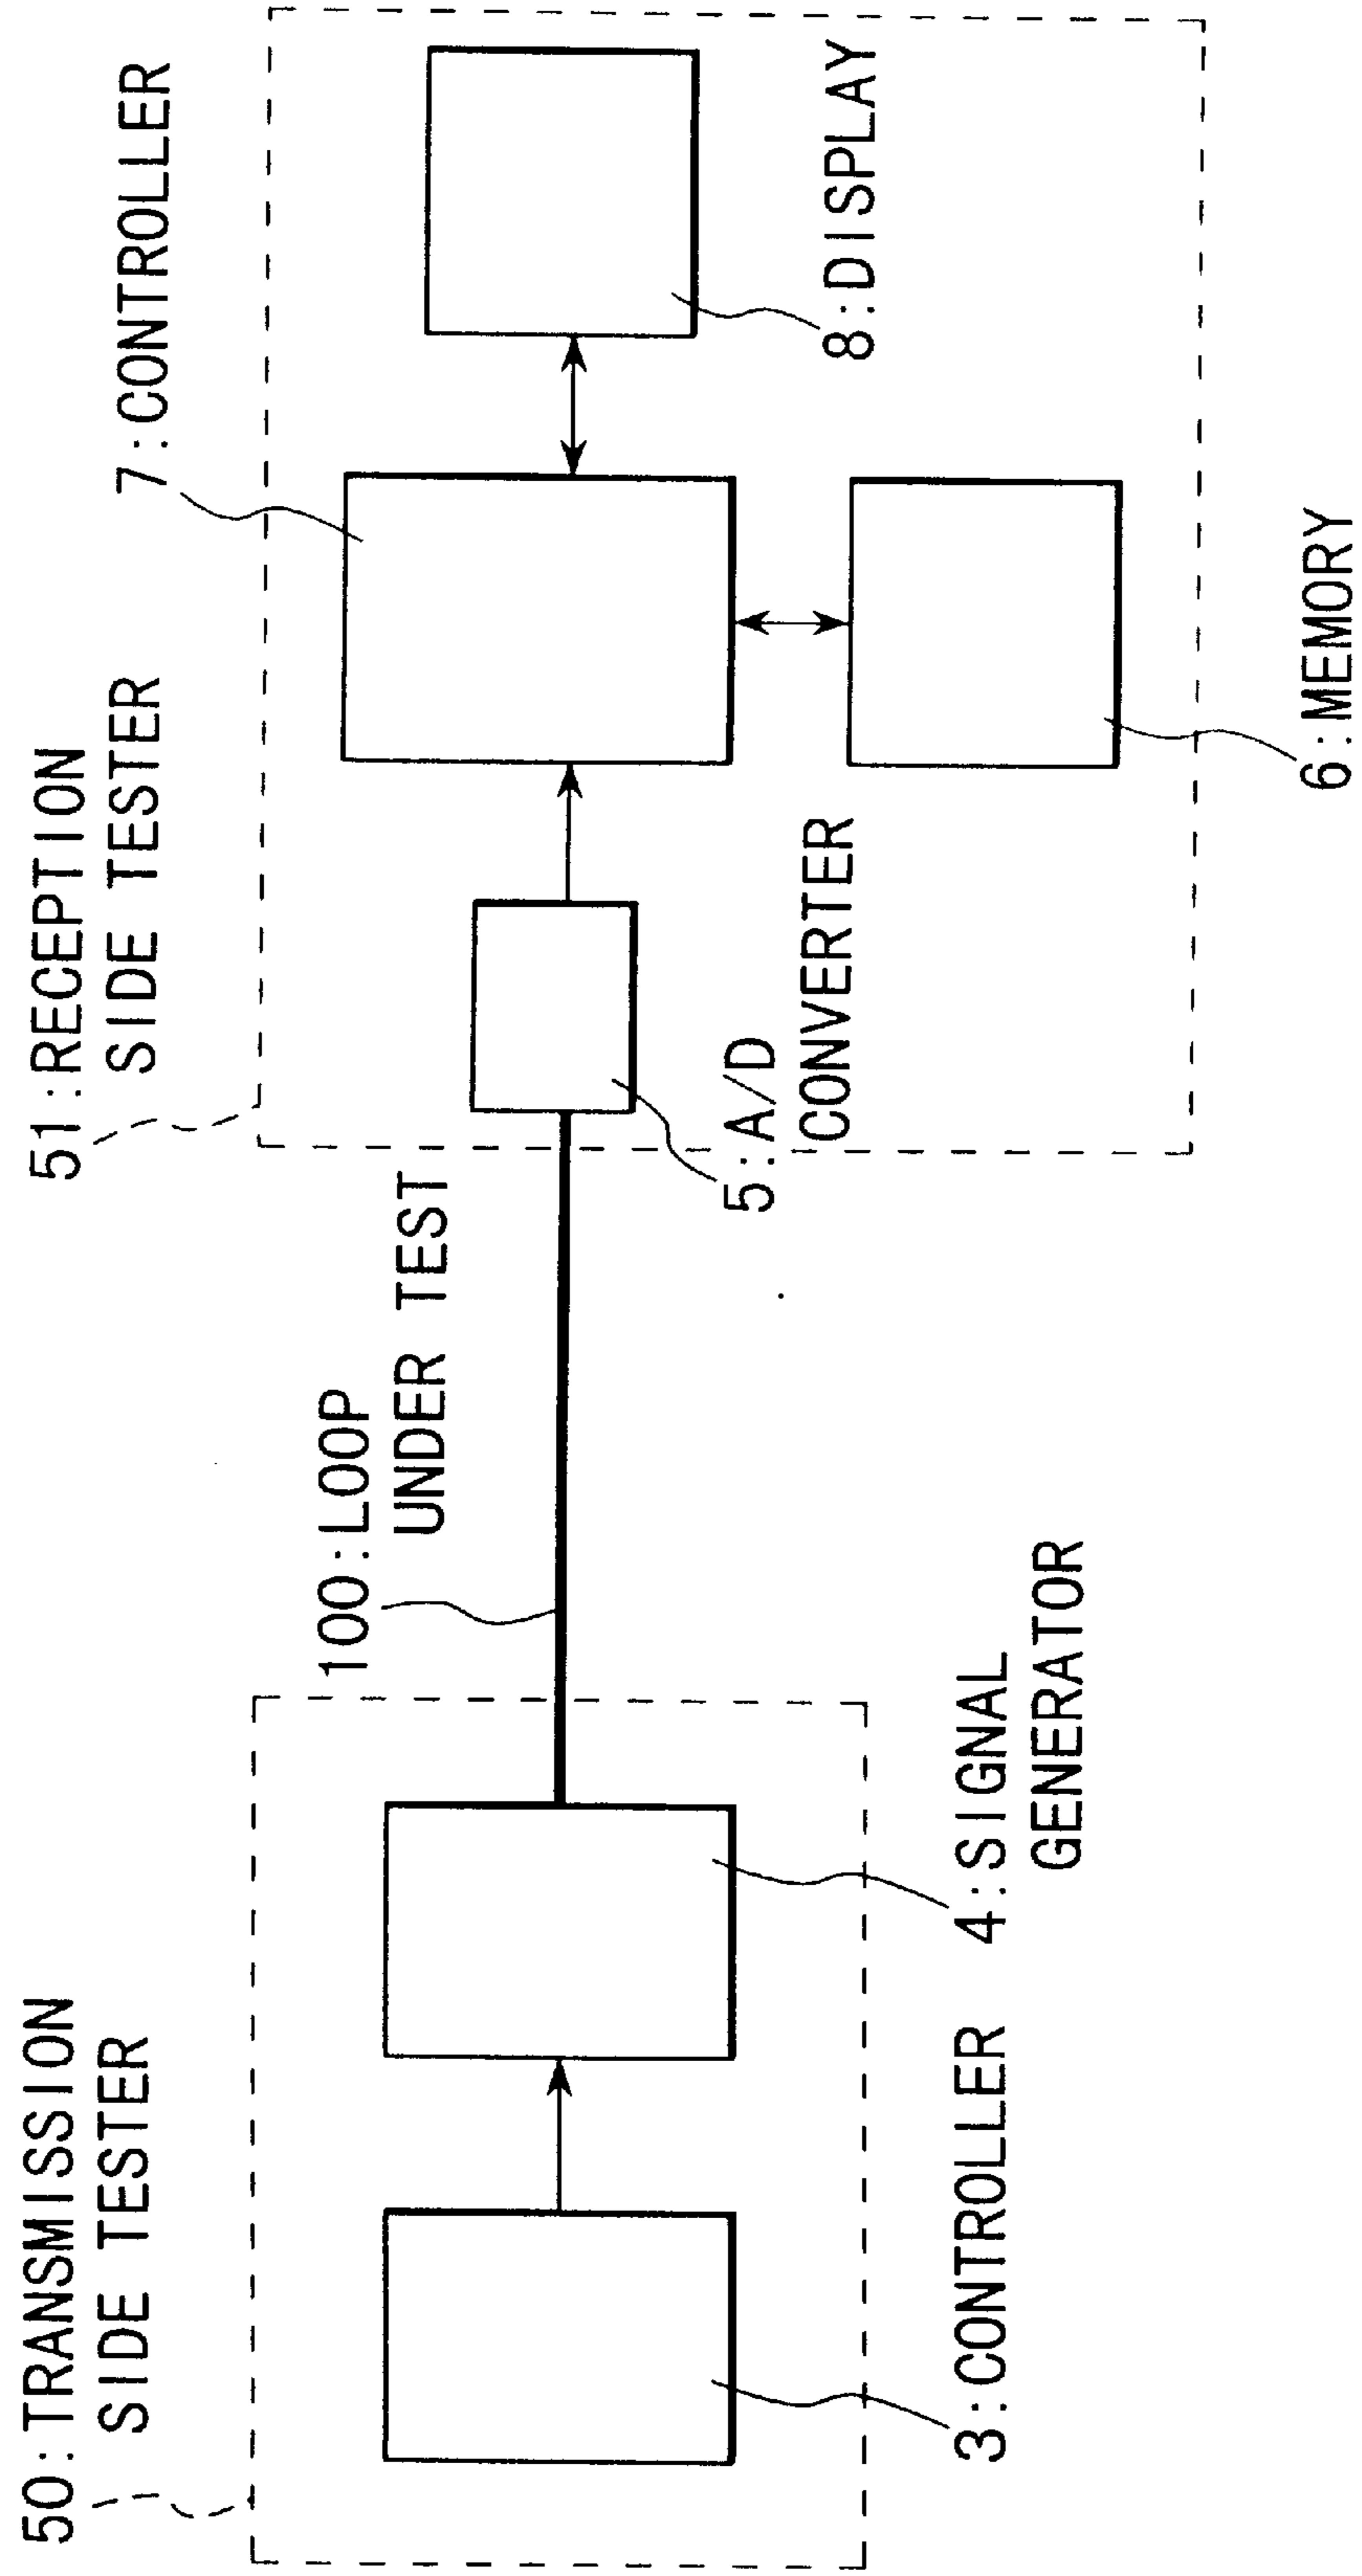 50:TRANSMISSION
SIDE TESTER
51:RECEPTION
SIDE TESTER
7:CONTROLLER
100:LOOP
UNDER TEST
5:A/D
CONVERTER
8:DISPLAY
3:CONTROLLER
4:SIGNAL
GENERATOR
6:MEMORY